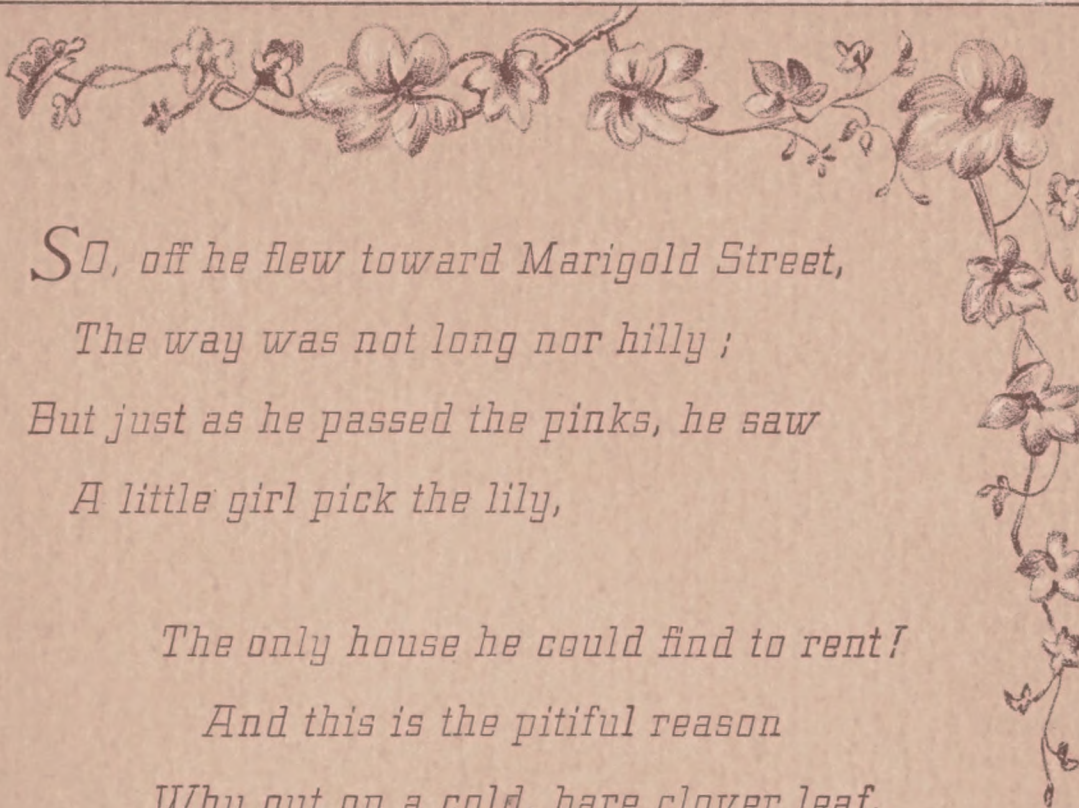 So, off he flew toward Marigold Street,
The way was not long nor hilly ;
But just as he passed the pinks, he saw
A little girl pick the lily,
The only house he could find to rent!
And this is the pitiful reason
Why out on a cold, bare clover leaf